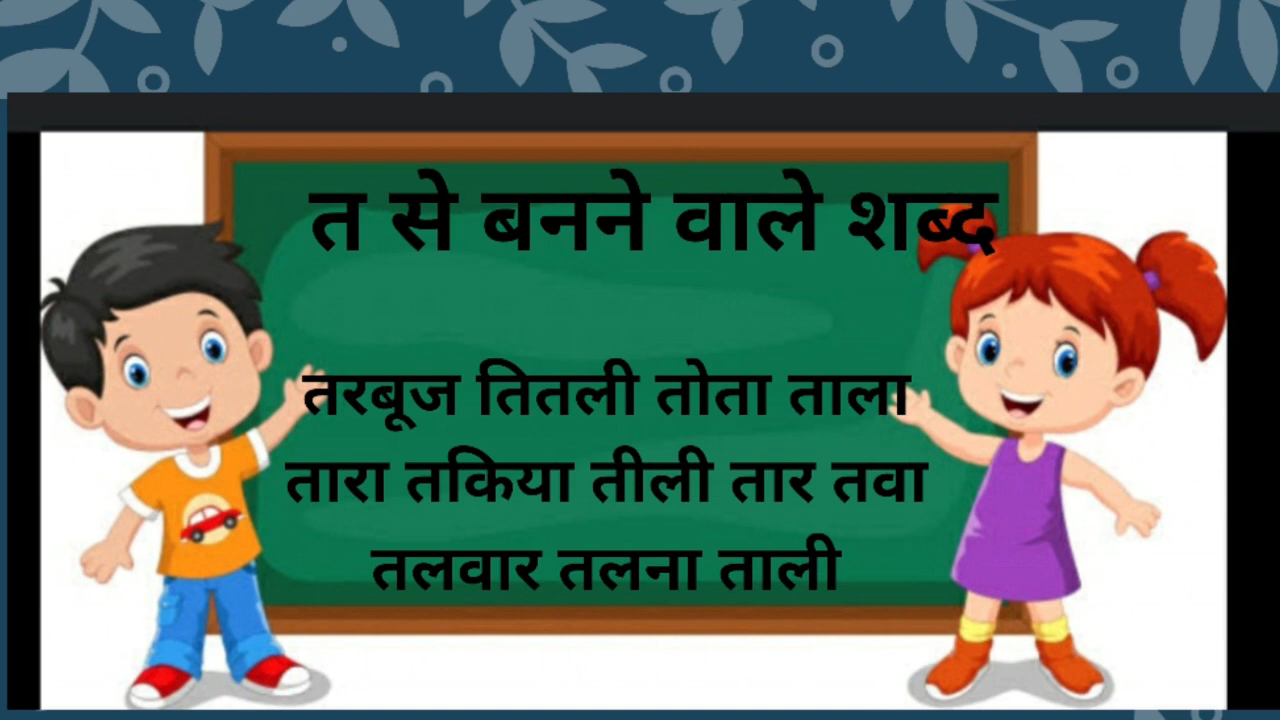 त से बनने वाले शब्द
तरबूज तितली तोता ताला
तारा तकिया तीली तार तवा
तलवार तलना ताली